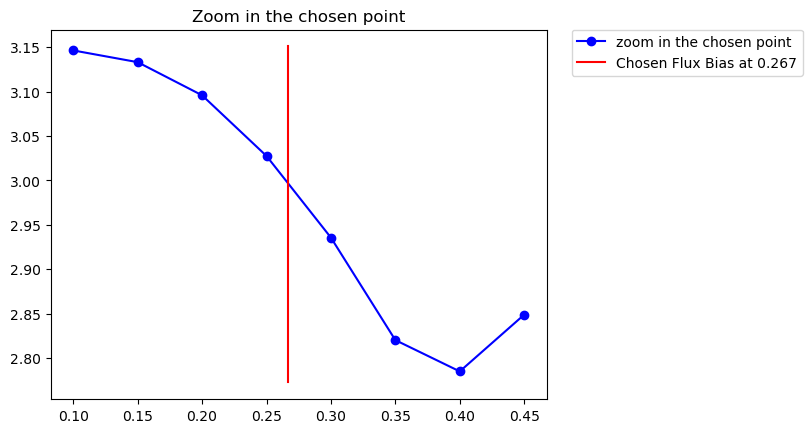 Zoom in the chosen point
zoom in the chosen point
Chosen Flux Bias at 0.267
3.15
3.10
3.05
3.00
2.95
2.90
2.85
2.80
0.10 0.15 0.20 0.25 0.30 0.35 0.40 0.45